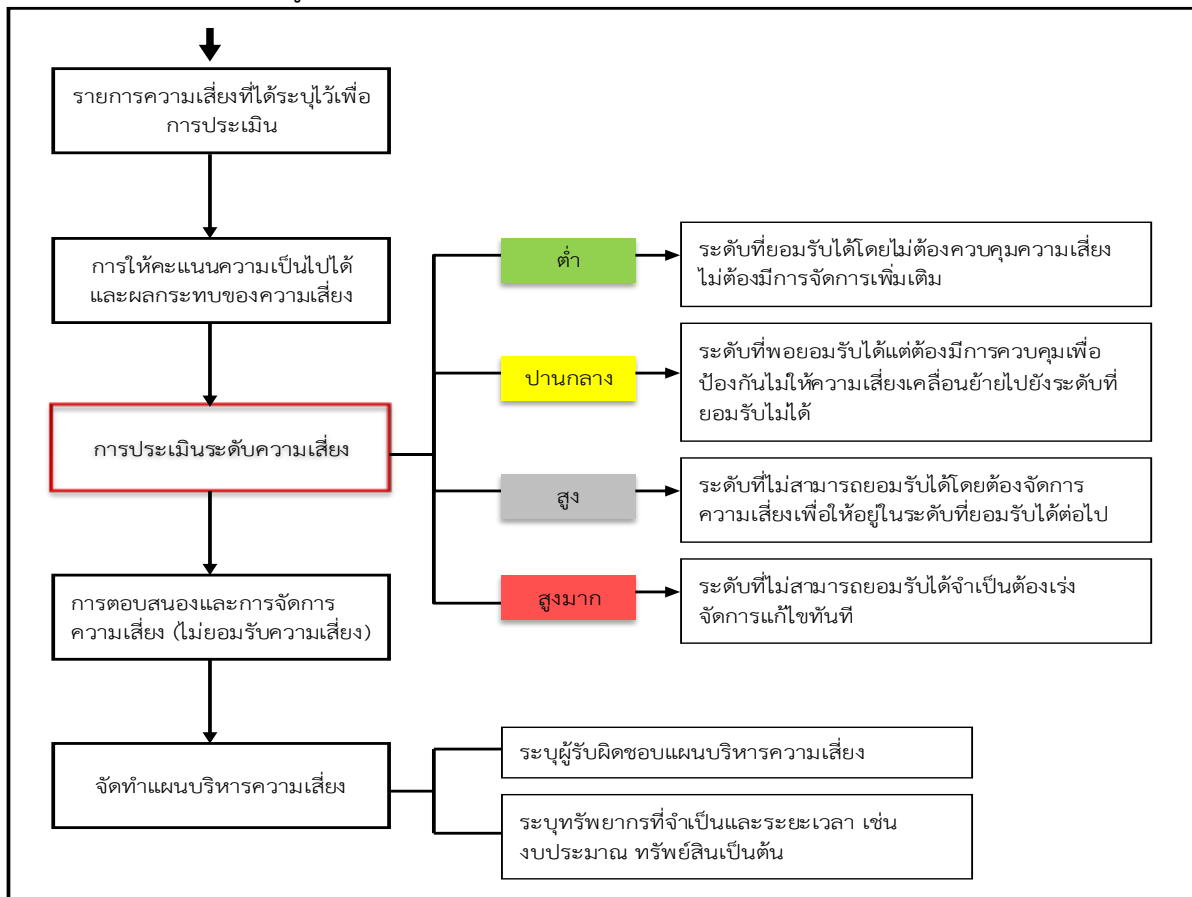 รายการความเสี่ยงที่ได้ระบุไว้เพื่อ
การประเมิน
การให้คะแนนความเป็นไปได้
และผลกระทบของความเสี่ยง
การประเมินระดับความเสี่ยง
ต่ำ
ระดับที่ยอมรับได้โดยไม่ต้องควบคุมความเสี่ยง
ไม่ต้องมีการจัดการเพิ่มเติม
ปานกลาง
ระดับที่พอยอมรับได้แต่ต้องมีการควบคุมเพื่อ
ป้องกันไม่ให้ความเสี่ยงเคลื่อนย้ายไปยังระดับที่
ยอมรับไม่ได้
สูง
ระดับที่ไม่สามารถยอมรับได้โดยต้องจัดการ
ความเสี่ยงเพื่อให้อยู่ในระดับที่ยอมรับได้ต่อไป
สูงมาก
ระดับที่ไม่สามารถยอมรับได้จำเป็นต้องเร่ง
จัดการแก้ไขทันที
การตอบสนองและการจัดการ
ความเสี่ยง (ไม่ยอมรับความเสี่ยง)
จัดทำแผนบริหารความเสี่ยง
ระบุผู้รับผิดชอบแผนบริหารความเสี่ยง
ระบุทรัพยากรที่จำเป็นและระยะเวลา เช่น
งบประมาณ ทรัพย์สินเป็นต้น